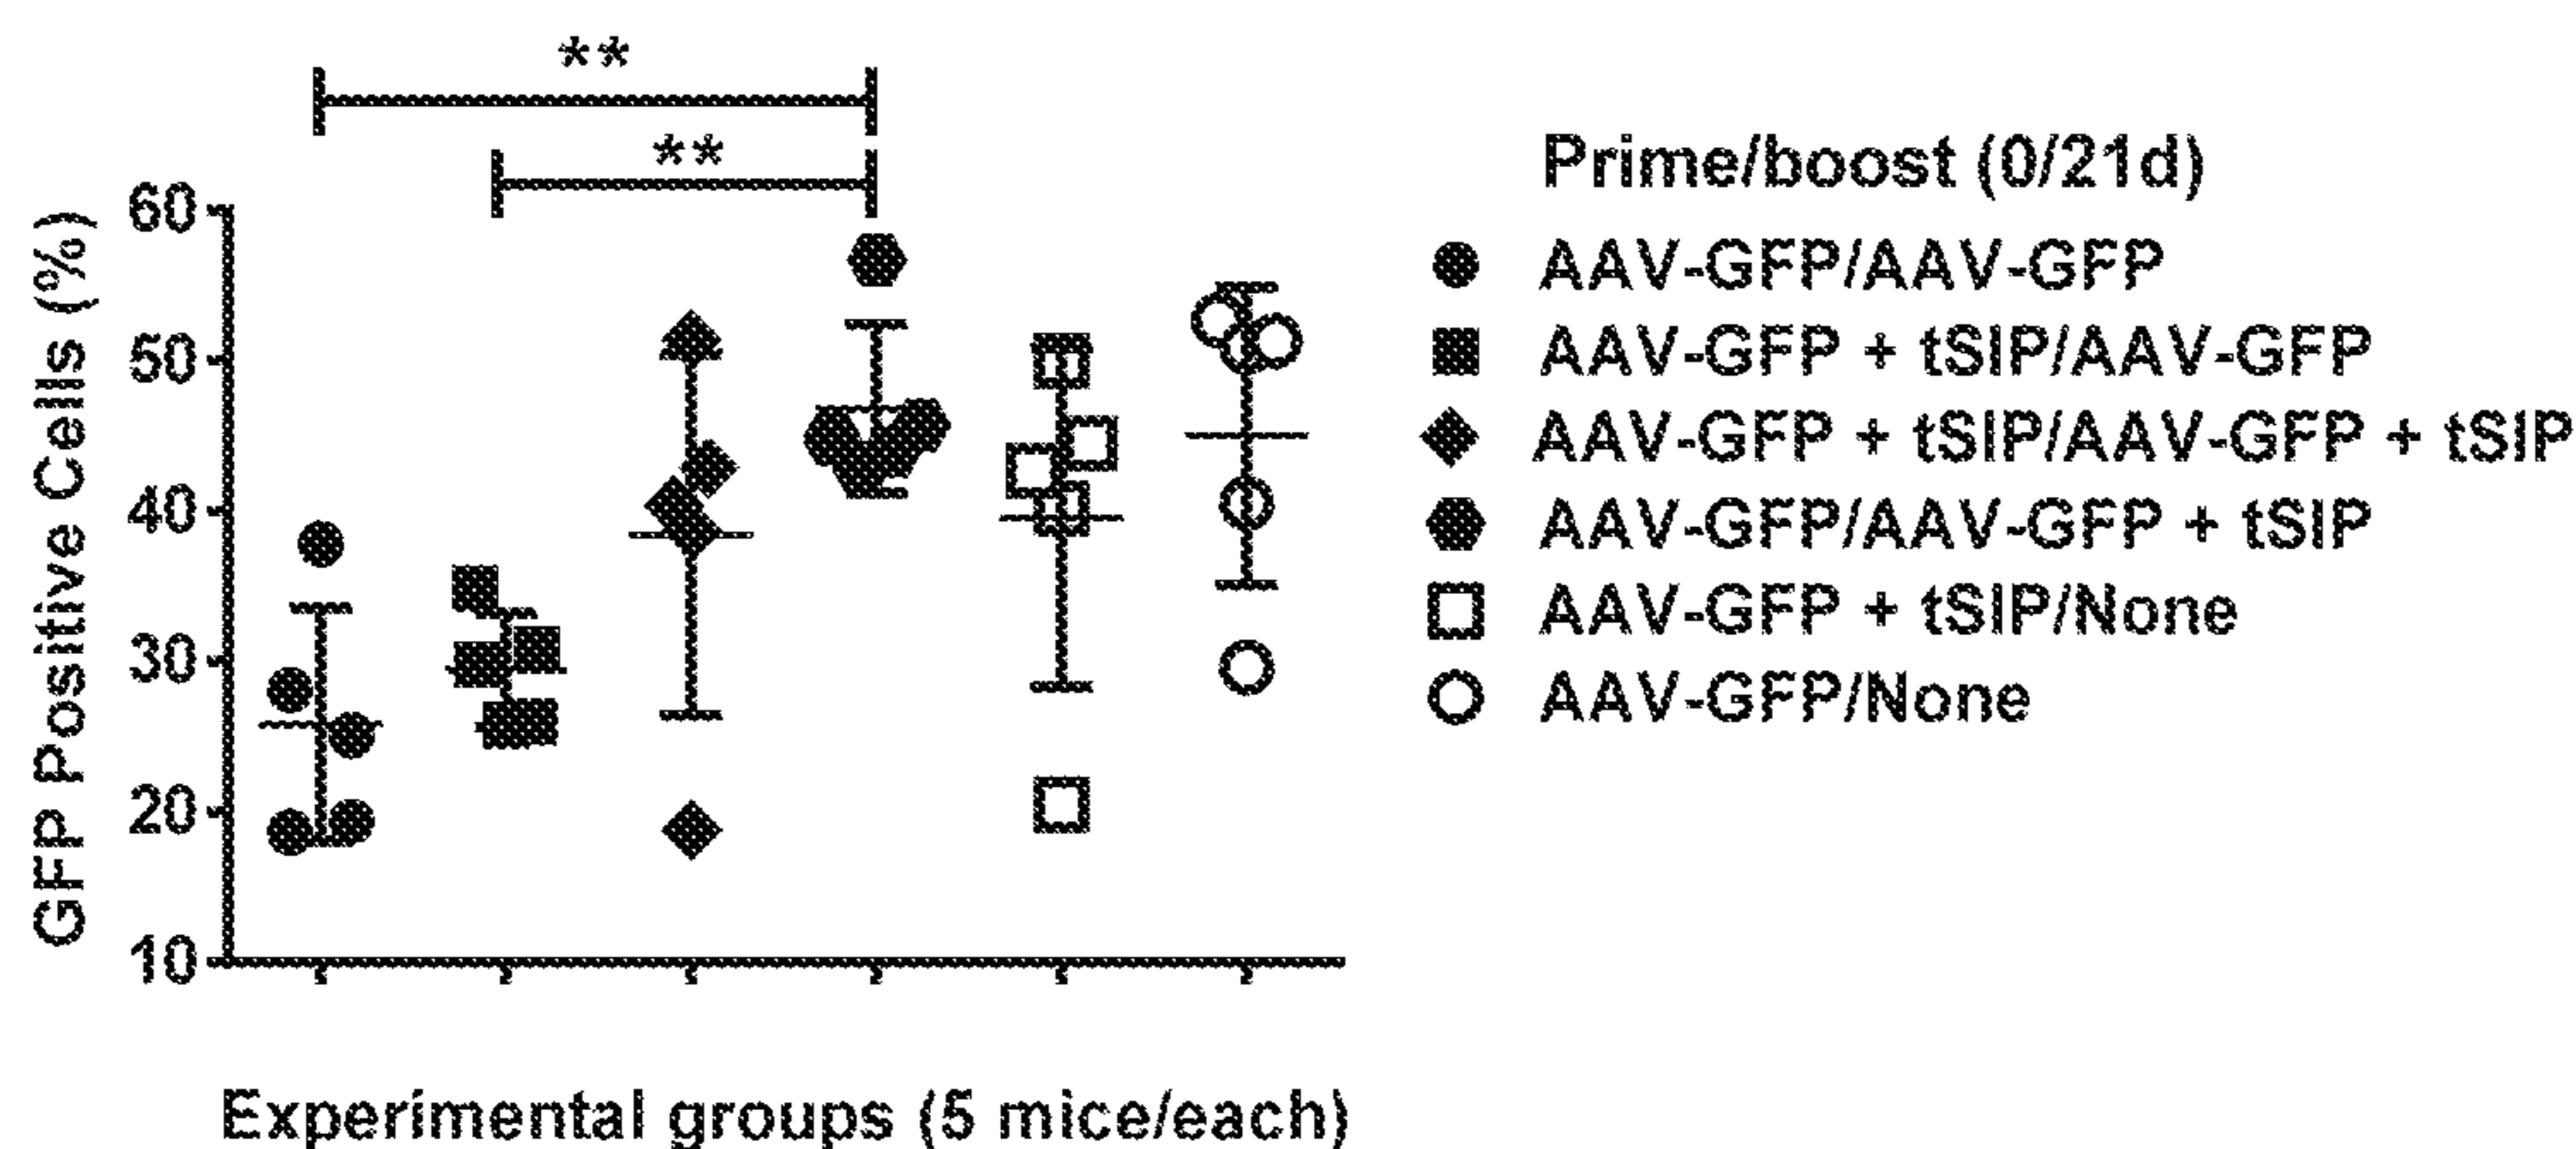 **
**
60
50
40
30
20
10
GFP Positive Cells (%)
Experimental groups (5 mice/each)
Prime/boost (0/21d)
AAV-GFP/AAV-GFP
AAV-GFP + tSIP/AAV-GFP
AAV-GFP + tSIP/AAV-GFP + tSIP
AAV-GFP/AAV-GFP + tSIP
AAV-GFP + tSIP/None
AAV-GFP/None